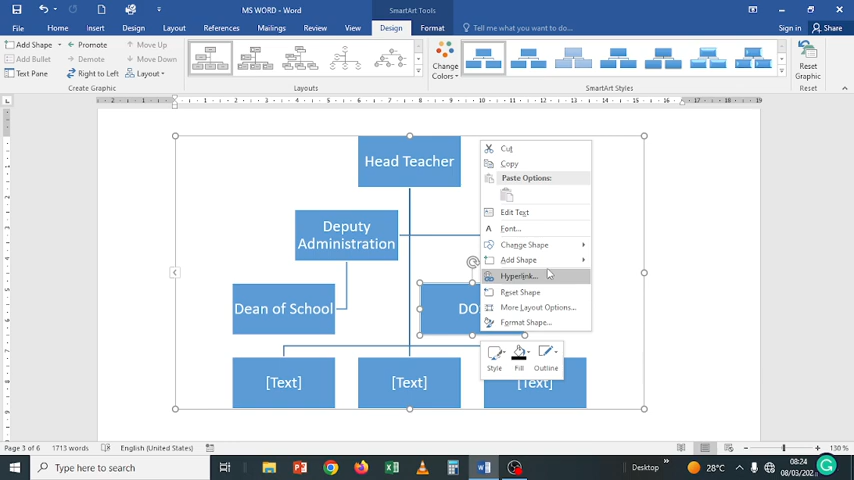 MS WORD - Word
SmartArt Tools
Sign in
Share
File
Home
Insert
Design
Layout
References
Mailings
Review
View
Design
Format
Tell me what you want to do...
Add Shape
Promote
Move Up
Add Bullet
Demote
Move Down
Text Pane
Right to Left
Layout
Create Graphic
Layouts
Change
Colors
SmartArt Styles
Reset
Graphic
Reset
Head Teacher
Deputy
Administration
Dean of School
DO
[Text]
[Text]
[Text]
Cut
Copy
Paste Options:
Edit Text
Font...
Change Shape
Add Shape
Hyperlink...
Reset Shape
More Layout Options...
Format Shape...
Style
Fill
Outline
Page 3 of 6
1713 words
English (United States)
130 %
Type here to search
Desktop
28°C
08:24